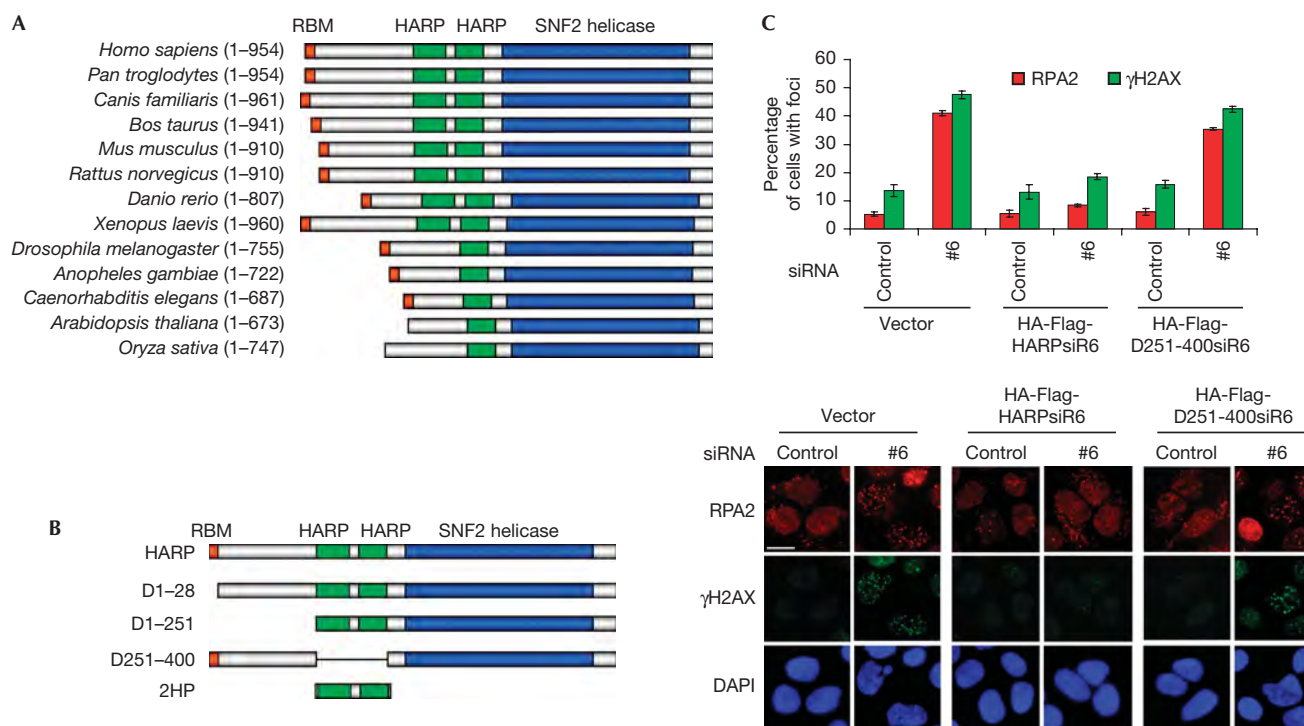 A
RBM HARP HARP SNF2 helicase
Homo sapiens (1–954)
Pan troglodytes (1–954)
Canis familiaris (1–961)
Bos taurus (1–941)
Mus musculus (1–910)
Rattus norvegicus (1–910)
Danio rerio (1–807)
Xenopus laevis (1–960)
Drosophila melanogaster (1–755)
Anopheles gambiae (1–722)
Caenorhabditis elegans (1–687)
Arabidopsis thaliana (1–673)
Oryza sativa (1–747)
B
RBM HARP HARP SNF2 helicase
HARP
D1–28
D1–251
D251–400
2HP
C
Percentage
of cells with foci
60
50
40
30
20
10
0
RPA2 γH2AX
siRNA Control #6 Control #6 Control #6
Vector HA-Flag-HARPsiR6 HA-Flag-D251-400siR6
Vector HA-Flag-HARPsiR6 HA-Flag-D251-400siR6
siRNA Control #6 Control #6 Control #6
RPA2
γH2AX
DAPI